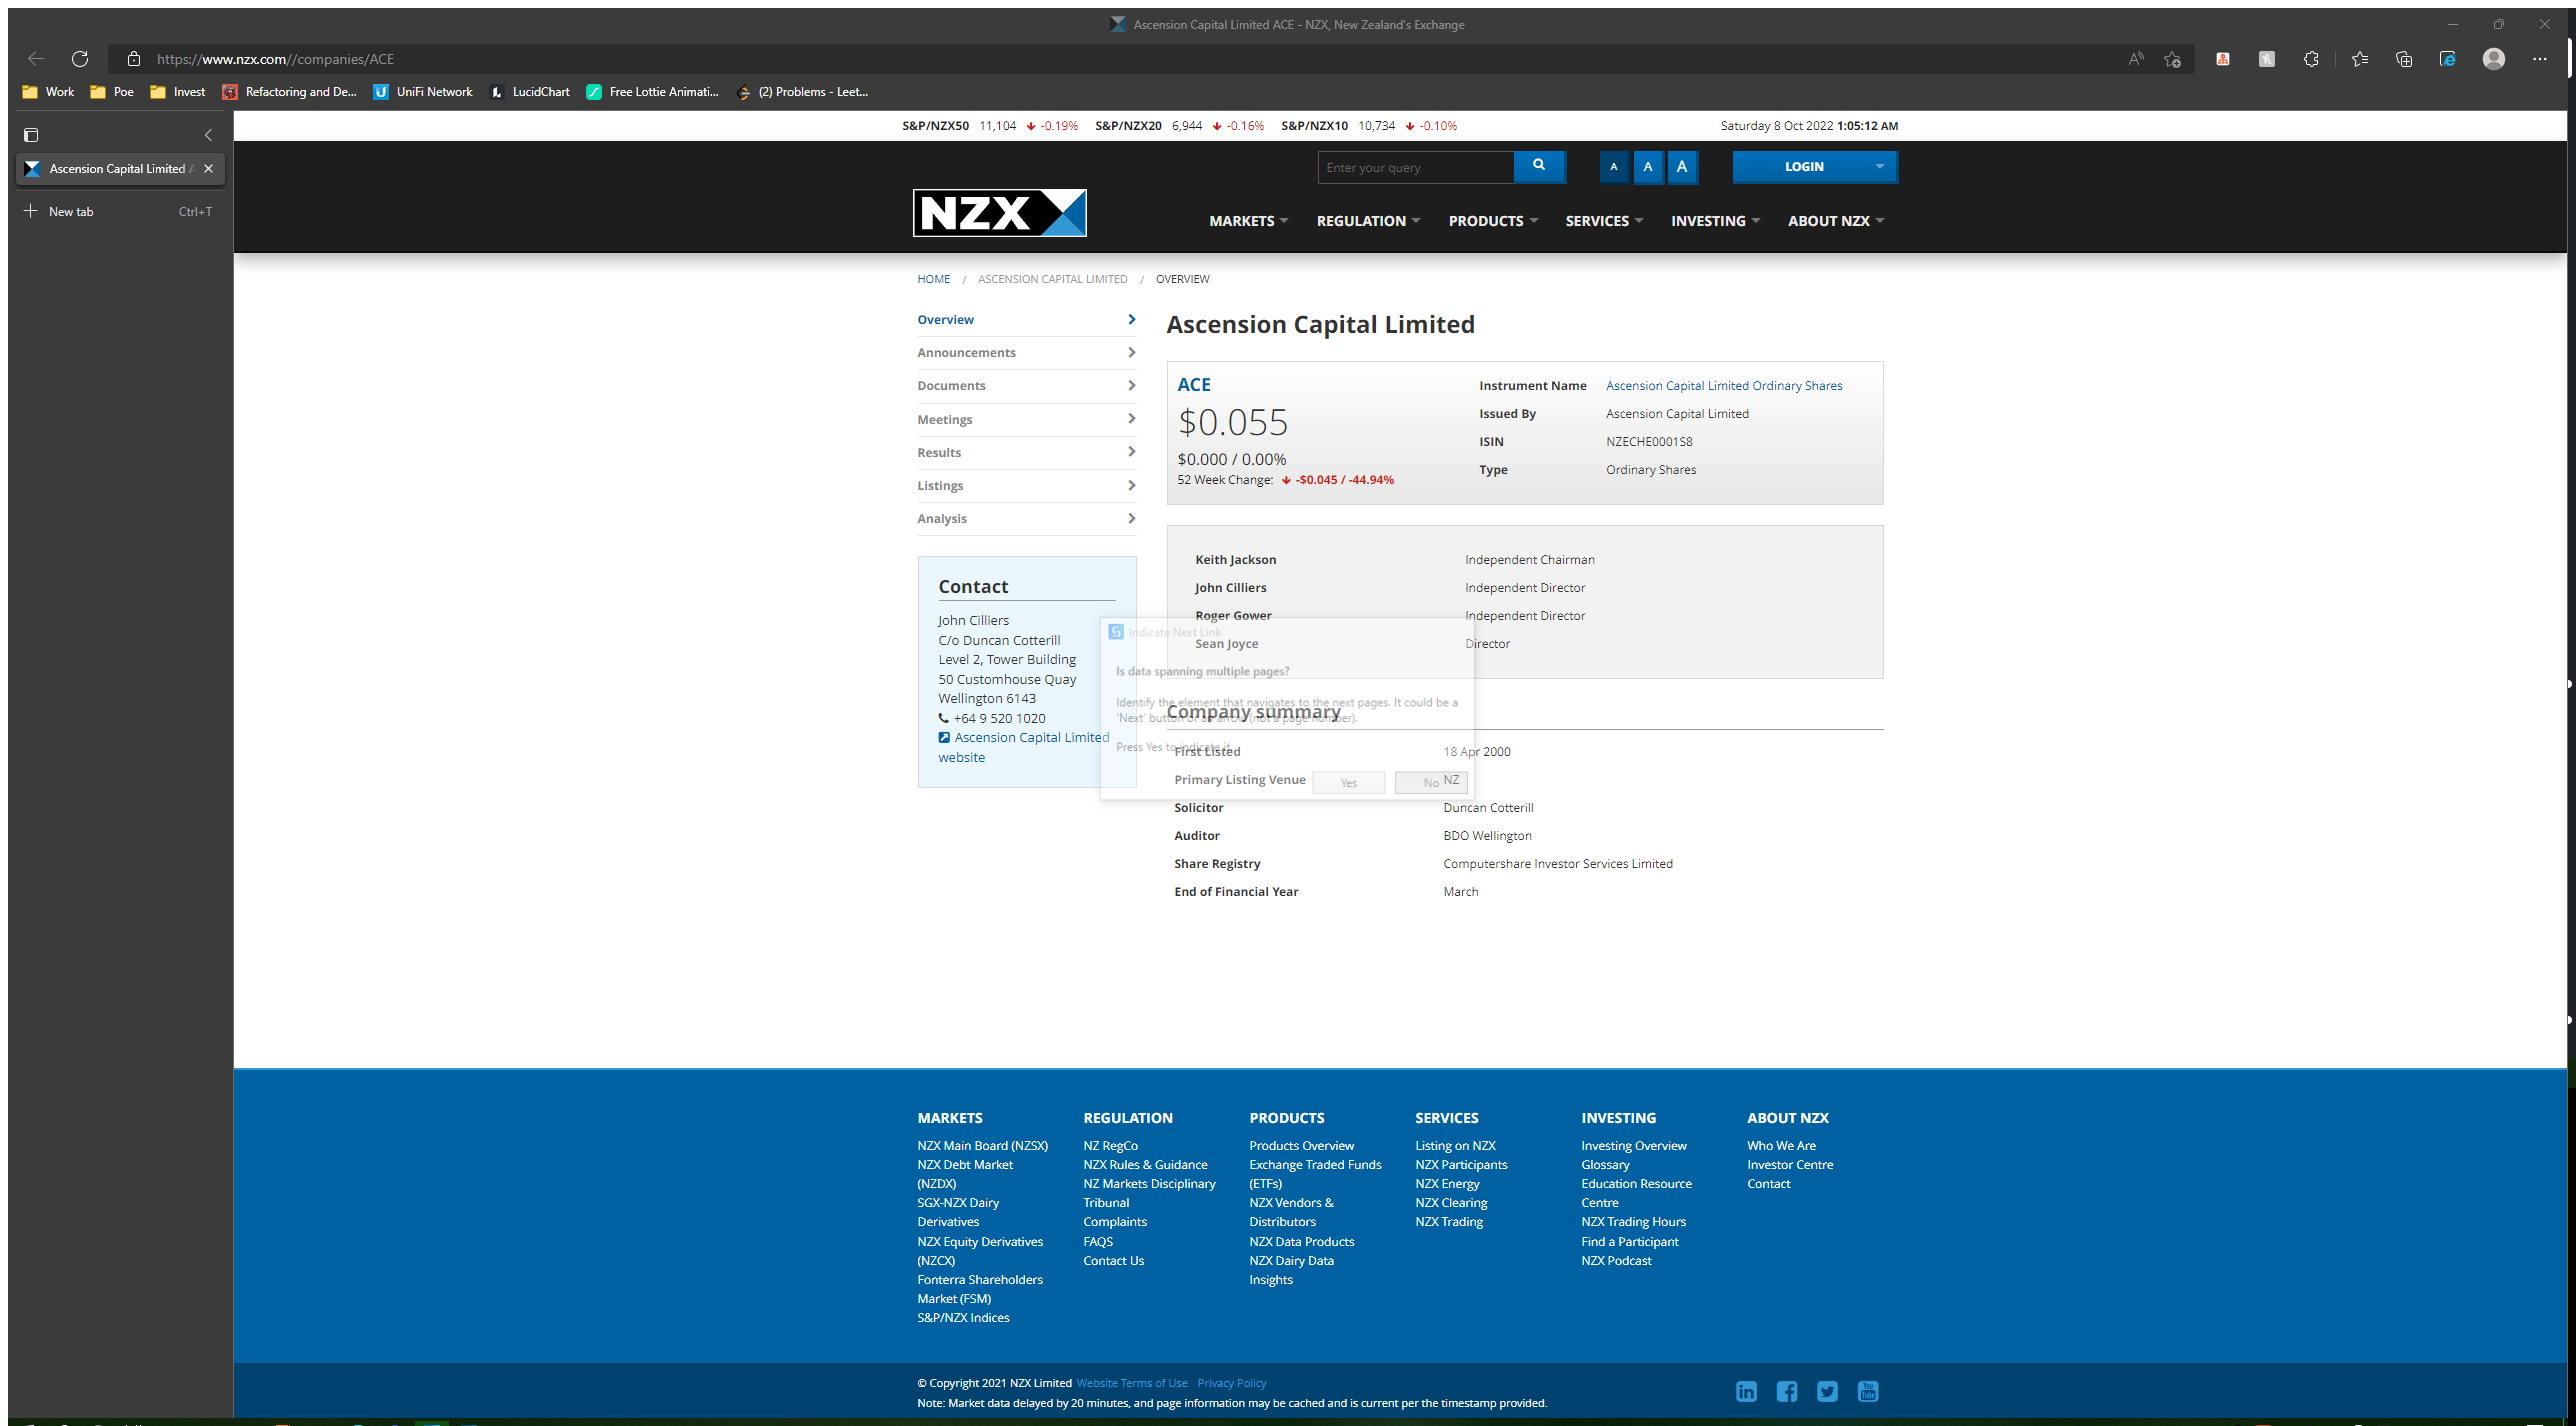 Ascension Capital Limited ACE - NZX, New Zealand's Exchange
https://www.nzx.com//companies/ACE
Work Poe Invest Refactoring and De... UniFi Network LucidChart Free Lottie Animati... (2) Problems - Leet...
Ascension Capital Limited A
New tab Ctrl+T
S&P/NZX50 11,104 -0.19% S&P/NZX20 6,944 -0.16% S&P/NZX10 10,734 -0.10% Saturday 8 Oct 2022 1:05:12 AM
Enter your query A A A LOGIN
NZX
MARKETS REGULATION PRODUCTS SERVICES INVESTING ABOUT NZX
HOME / ASCENSION CAPITAL LIMITED / OVERVIEW
Overview
Announcements
Documents
Meetings
Results
Listings
Analysis
Contact
John Cilliers
C/o Duncan Cotterill
Level 2, Tower Building
50 Customhouse Quay
Wellington 6143
+64 9 520 1020
Ascension Capital Limited
website
Ascension Capital Limited
ACE
$0.055
$0.000 / 0.00%
52 Week Change: -$0.045 / -44.94%
Instrument Name Ascension Capital Limited Ordinary Shares
Issued By Ascension Capital Limited
ISIN NZECHE0001S8
Type Ordinary Shares
Keith Jackson Independent Chairman
John Cilliers Independent Director
Roger Gower Independent Director
Sean Joyce Director
Indicate Next Link
Is data spanning multiple pages?
Identify the element that navigates to the next pages. It could be a
'Next' button or an arrow (not a page number).
Press Yes to indicate it.
Yes No
Company summary
First Listed 18 Apr 2000
Primary Listing Venue NZ
Solicitor Duncan Cotterill
Auditor BDO Wellington
Share Registry Computershare Investor Services Limited
End of Financial Year March
MARKETS
NZX Main Board (NZSX)
NZX Debt Market
(NZDX)
SGX-NZX Dairy
Derivatives
NZX Equity Derivatives
(NZCX)
Fonterra Shareholders
Market (FSM)
S&P/NZX Indices
REGULATION
NZ RegCo
NZX Rules & Guidance
NZ Markets Disciplinary
Tribunal
Complaints
FAQS
Contact Us
PRODUCTS
Products Overview
Exchange Traded Funds
(ETFs)
NZX Vendors &
Distributors
NZX Data Products
NZX Dairy Data
Insights
SERVICES
Listing on NZX
NZX Participants
NZX Energy
NZX Clearing
NZX Trading
INVESTING
Investing Overview
Glossary
Education Resource
Centre
NZX Trading Hours
Find a Participant
NZX Podcast
ABOUT NZX
Who We Are
Investor Centre
Contact
© Copyright 2021 NZX Limited Website Terms of Use Privacy Policy
Note: Market data delayed by 20 minutes, and page information may be cached and is current per the timestamp provided.